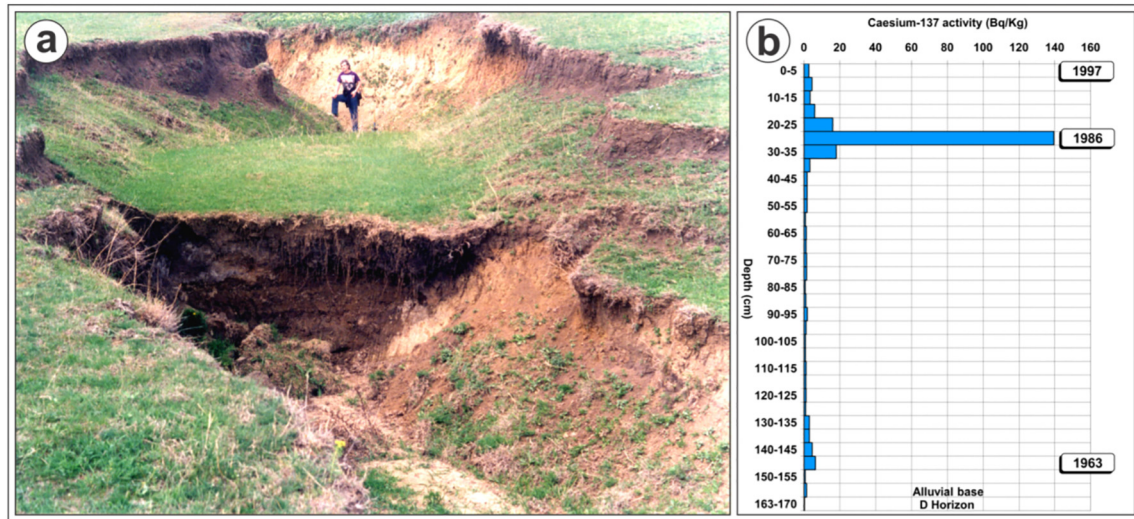 a
b
Caesium-137 activity (Bq/Kg)
0 20 40 60 80 100 120 140 160
0-5 1997
10-15
20-25
1986
30-35
40-45
50-55
60-65
70-75
80-85
90-95
100-105
110-115
120-125
130-135
140-145
1963
150-155
163-170
Depth (cm)
Alluvial base
D Horizon